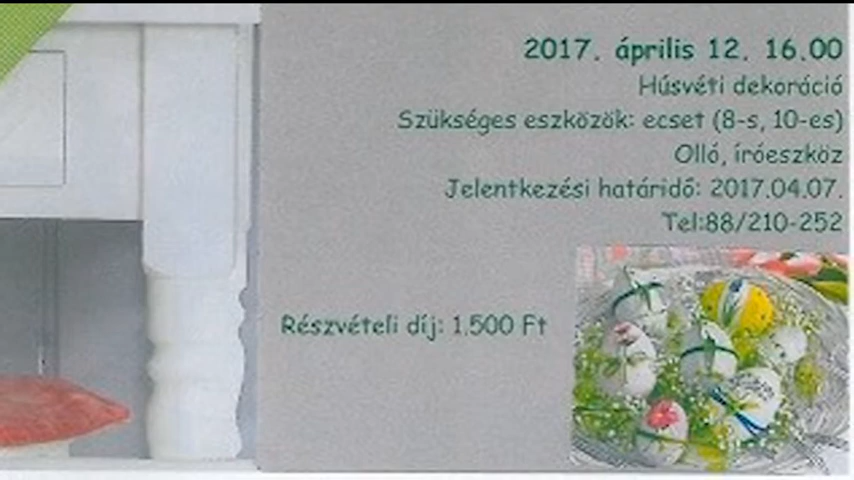 2017. április 12. 16.00
Húsvéti dekoráció
Szükséges eszközök: ecset (8-s, 10-es)
Olló, íróeszköz
Jelentkezési határidő: 2017.04.07.
Tel:88/210-252
Részvételi díj: 1.500 Ft